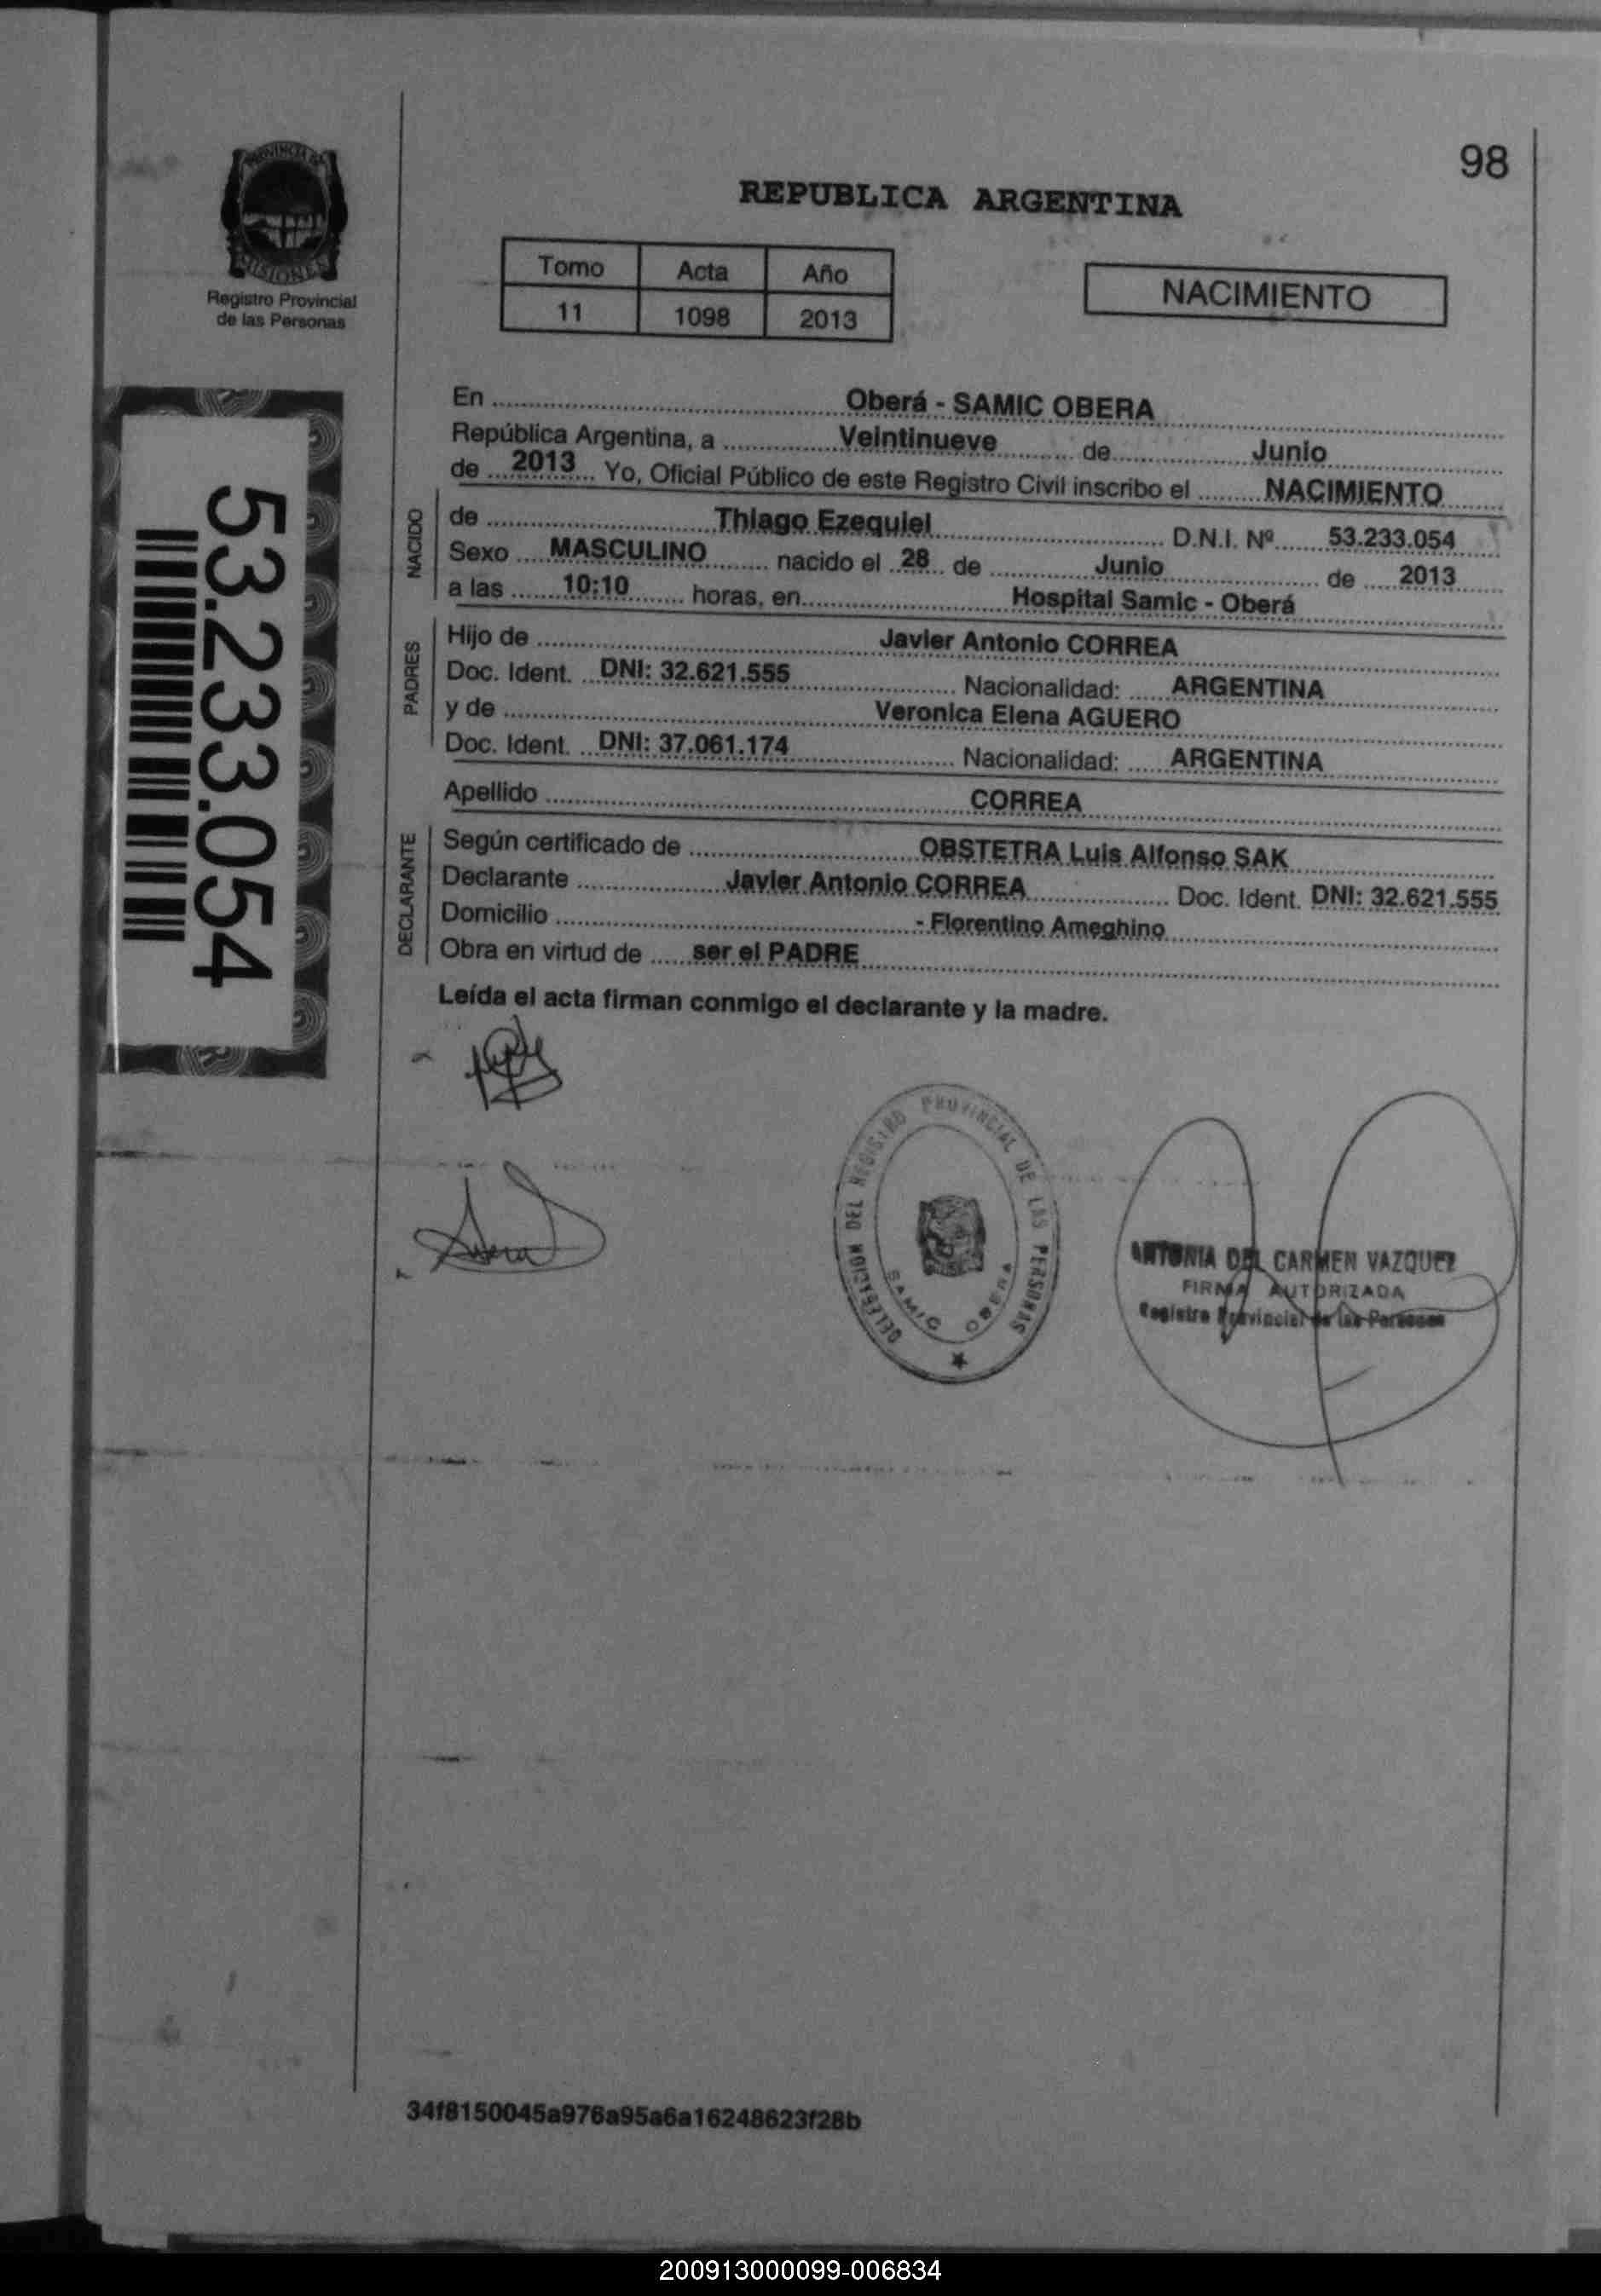 98
PROVINCIA DE
MISIONES
Registro Provincial
de las Personas
REPUBLICA ARGENTINA
Tomo Acta Año
11 1098 2013
NACIMIENTO
53.233.054
En Oberá - SAMIC OBERA
República Argentina, a Veintinueve de Junio
de 2013 Yo, Oficial Público de este Registro Civil inscribo el NACIMIENTO
NACIDO
de Thiago Ezequiel D.N.I. Nº 53.233.054
Sexo MASCULINO nacido el 28 de Junio de 2013
a las 10:10 horas, en Hospital Samic - Oberá
PADRES
Hijo de Javier Antonio CORREA
Doc. Ident. DNI: 32.621.555 Nacionalidad: ARGENTINA
y de Veronica Elena AGUERO
Doc. Ident. DNI: 37.061.174 Nacionalidad: ARGENTINA
Apellido CORREA
DECLARANTE
Según certificado de OBSTETRA Luis Alfonso SAK
Declarante Javier Antonio CORREA Doc. Ident. DNI: 32.621.555
Domicilio - Florentino Ameghino
Obra en virtud de ser el PADRE
Leída el acta firman conmigo el declarante y la madre.
DELEGACION DEL REGISTRO PROVINCIAL DE LAS PERSONAS
SAMIC OBERA
ANTONIA DEL CARMEN VAZQUEZ
FIRMA AUTORIZADA
Registro Provincial de las Personas
34f8150045a976a95a6a16248623f28b
200913000099-006834